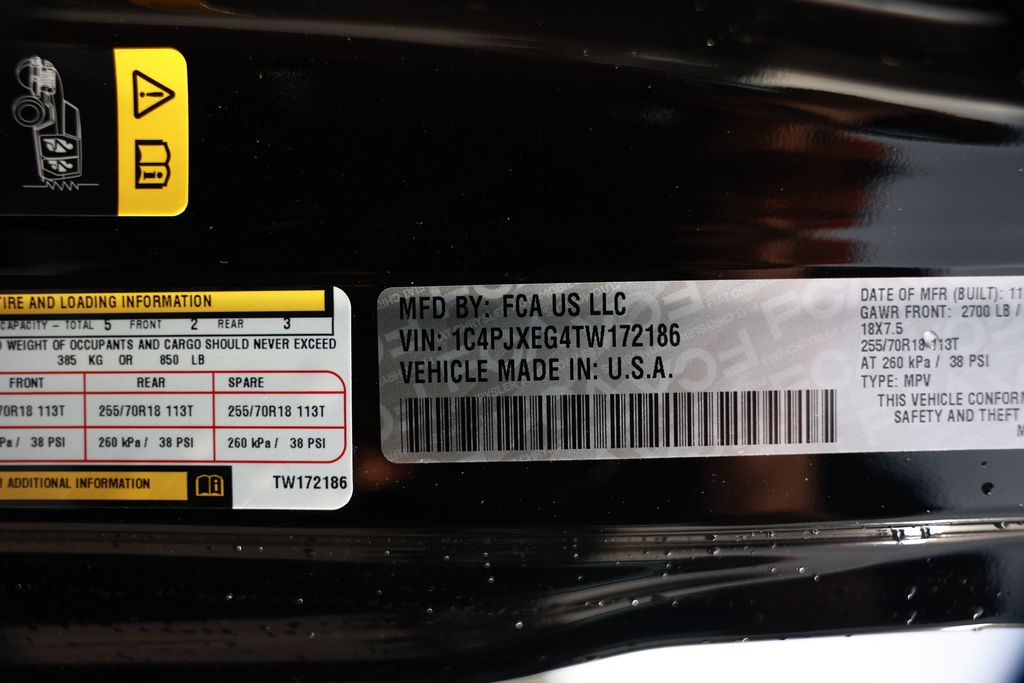 TIRE AND LOADING INFORMATION
CAPACITY - TOTAL 5 FRONT 2 REAR 3
WEIGHT OF OCCUPANTS AND CARGO SHOULD NEVER EXCEED
385 KG OR 850 LB
FRONT REAR SPARE
70R18 113T 255/70R18 113T 255/70R18 113T
Pa / 38 PSI 260 kPa / 38 PSI 260 kPa / 38 PSI
R ADDITIONAL INFORMATION
TW172186
MFD BY: FCA US LLC
VIN: 1C4PJXEG4TW172186
VEHICLE MADE IN: U.S.A.
DATE OF MFR (BUILT): 11
GAWR FRONT: 2700 LB /
18X7.5
255/70R18 113T
AT 260 kPa / 38 PSI
TYPE: MPV
THIS VEHICLE CONFORM
SAFETY AND THEFT
M